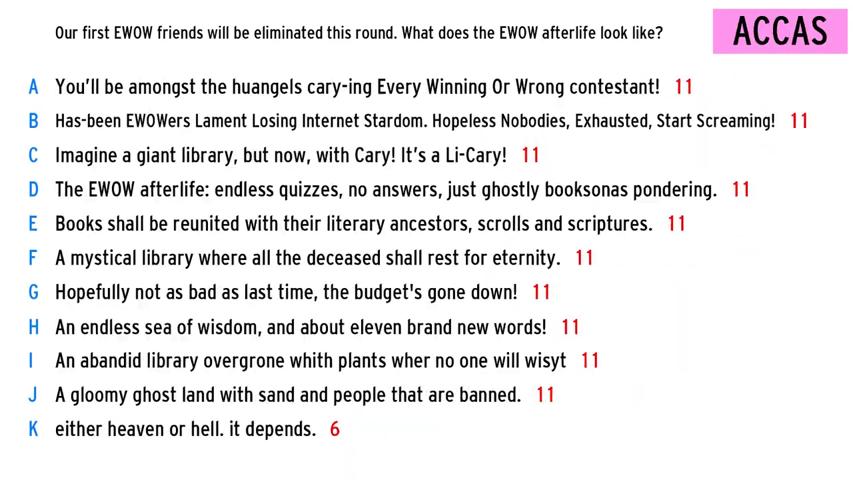 Our first EWOW friends will be eliminated this round. What does the EWOW afterlife look like?
ACCAS
A You'll be amongst the huangels cary-ing Every Winning Or Wrong contestant! 11
B Has-been EWOWers Lament Losing Internet Stardom. Hopeless Nobodies, Exhausted, Start Screaming! 11
C Imagine a giant library, but now, with Cary! It's a Li-Cary! 11
D The EWOW afterlife: endless quizzes, no answers, just ghostly booksonas pondering. 11
E Books shall be reunited with their literary ancestors, scrolls and scriptures. 11
F A mystical library where all the deceased shall rest for eternity. 11
G Hopefully not as bad as last time, the budget's gone down! 11
H An endless sea of wisdom, and about eleven brand new words! 11
I An abandid library overgrone whith plants wher no one will wisyt 11
J A gloomy ghost land with sand and people that are banned. 11
K either heaven or hell. it depends. 6